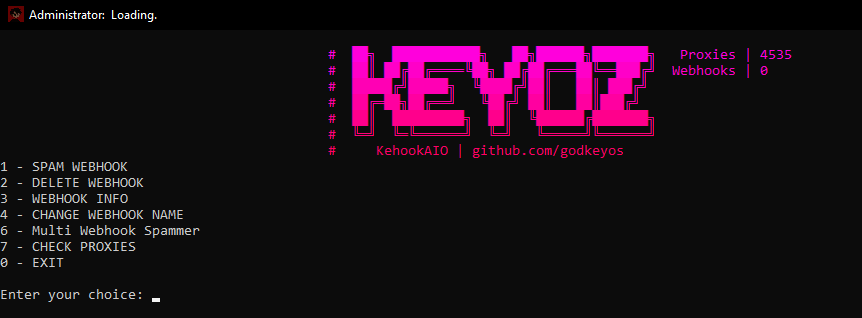 Administrator: Loading.
# KEYOZ Proxies | 4535
# Webhooks | 0
#
#
#
#
# KehookAIO | github.com/godkeyos
1 - SPAM WEBHOOK
2 - DELETE WEBHOOK
3 - WEBHOOK INFO
4 - CHANGE WEBHOOK NAME
6 - Multi Webhook Spammer
7 - CHECK PROXIES
0 - EXIT
Enter your choice: